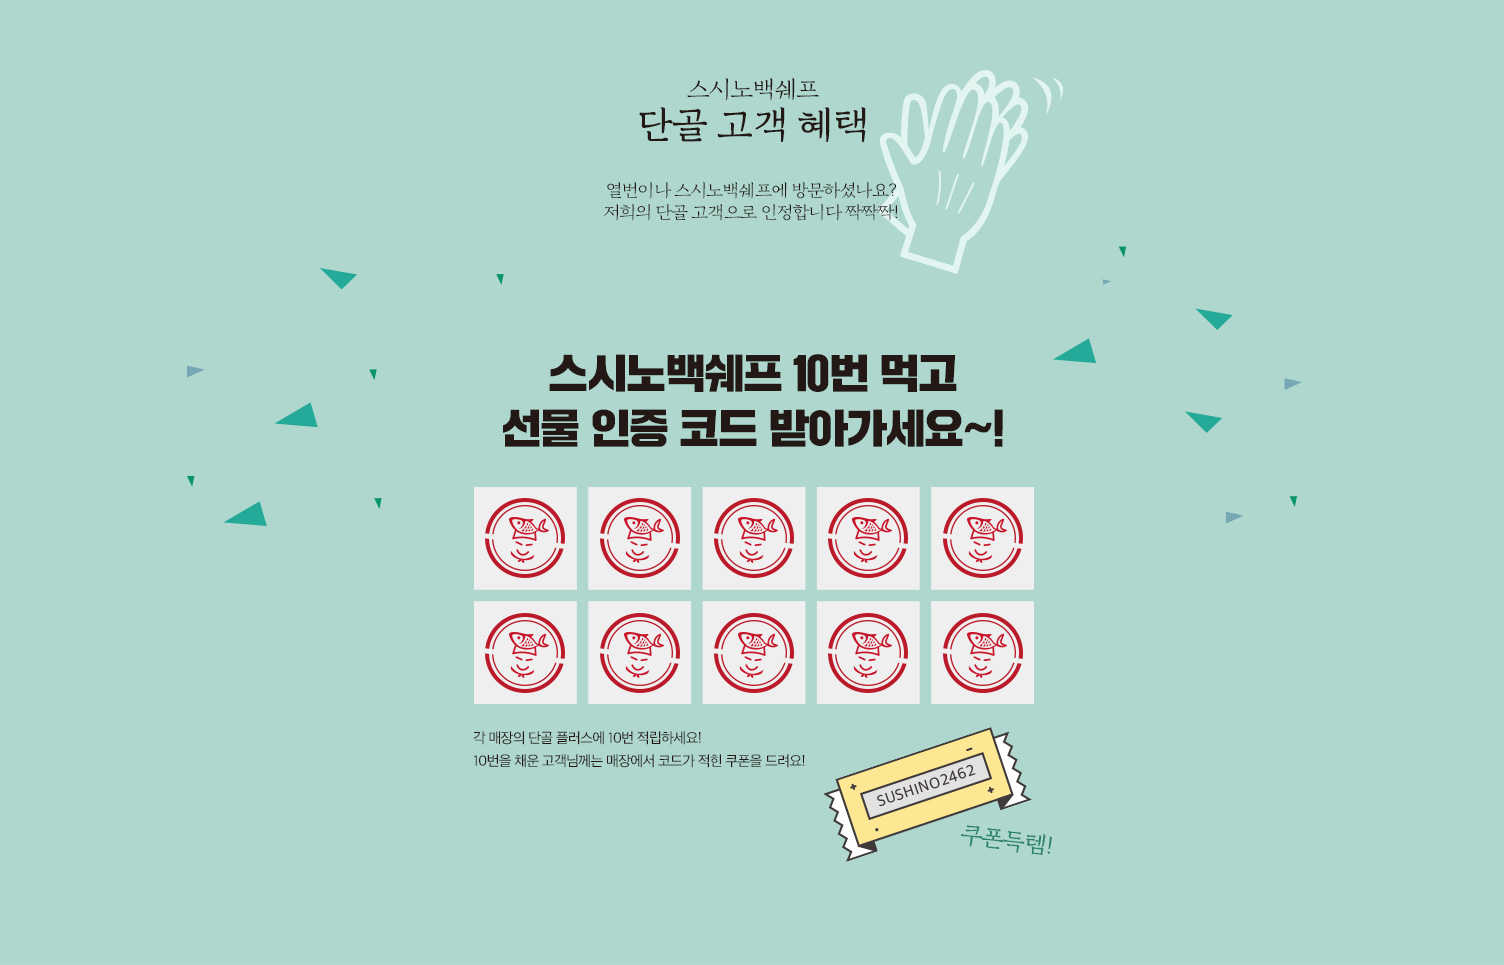 스시노백쉐프
단골 고객 혜택
열번이나 스시노백쉐프에 방문하셨나요?
저희의 단골 고객으로 인정합니다 짝짝짝!
스시노백쉐프 10번 먹고
선물 인증 코드 받아가세요~!
각 매장의 단골 플러스에 10번 적립하세요!
10번을 채운 고객님께는 매장에서 코드가 적힌 쿠폰을 드려요!
SUSHINO2462
쿠폰득템!